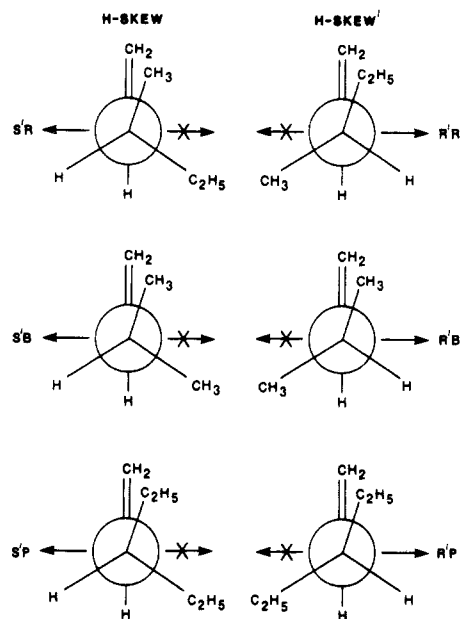 H-SKEW H-SKEW'
CH2 CH2
CH3 C2H5
S'R X X R'R
H C2H5 CH3 H
H H
CH2 CH2
CH3 CH3
S'B X X R'B
H CH3 CH3 H
H H
CH2 CH2
C2H5 C2H5
S'P X X R'P
H C2H5 C2H5 H
H H